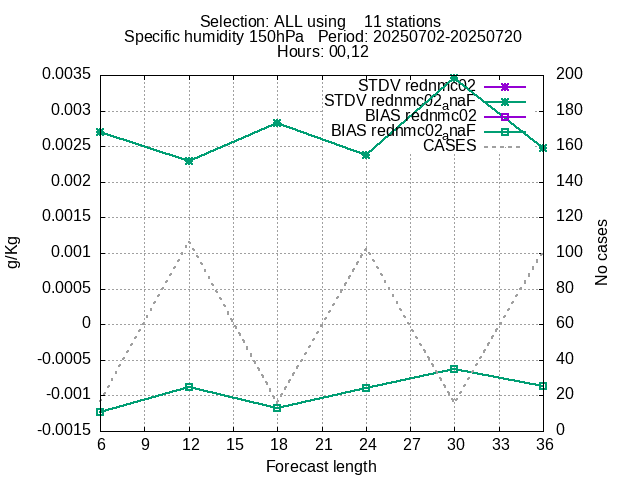 Selection: ALL using    11 stations
Specific humidity 150hPa   Period: 20250702-20250720
Hours: 00,12
0.0035
0.003
0.0025
0.002
0.0015
0.001
0.0005
0
-0.0005
-0.001
-0.0015
g/Kg
STDV rednmc02
STDV rednmc02anaF
BIAS rednmc02
BIAS rednmc02anaF
CASES
200
180
160
140
120
100
80
60
40
20
0
No cases
6 9 12 15 18 21 24 27 30 33 36
Forecast length